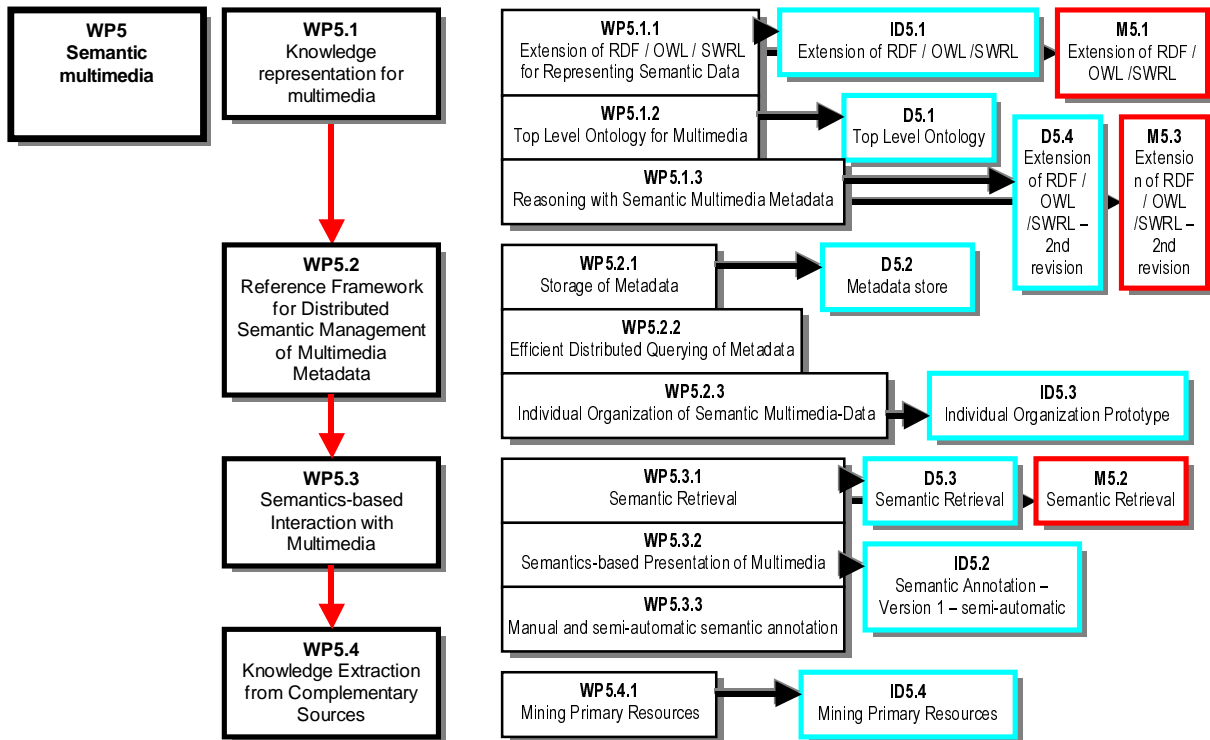 WP5
Semantic
multimedia
WP5.1
Knowledge
representation for
multimedia
WP5.2
Reference Framework
for Distributed
Semantic Management
of Multimedia
Metadata
WP5.3
Semantics-based
Interaction with
Multimedia
WP5.4
Knowledge Extraction
from Complementary
Sources
WP5.1.1
Extension of RDF / OWL / SWRL
for Representing Semantic Data
ID5.1
Extension of RDF / OWL /SWRL
M5.1
Extension of RDF /
OWL /SWRL
WP5.1.2
Top Level Ontology for Multimedia
D5.1
Top Level Ontology
WP5.1.3
Reasoning with Semantic Multimedia Metadata
D5.4
Extension
of RDF /
OWL
/SWRL –
2nd
revision
M5.3
Extensio
n of RDF
/ OWL
/SWRL –
2nd
revision
WP5.2.1
Storage of Metadata
D5.2
Metadata store
WP5.2.2
Efficient Distributed Querying of Metadata
WP5.2.3
Individual Organization of Semantic Multimedia-Data
ID5.3
Individual Organization Prototype
WP5.3.1
Semantic Retrieval
D5.3
Semantic Retrieval
M5.2
Semantic Retrieval
WP5.3.2
Semantics-based Presentation of Multimedia
ID5.2
Semantic Annotation –
Version 1 – semi-automatic
WP5.3.3
Manual and semi-automatic semantic annotation
WP5.4.1
Mining Primary Resources
ID5.4
Mining Primary Resources